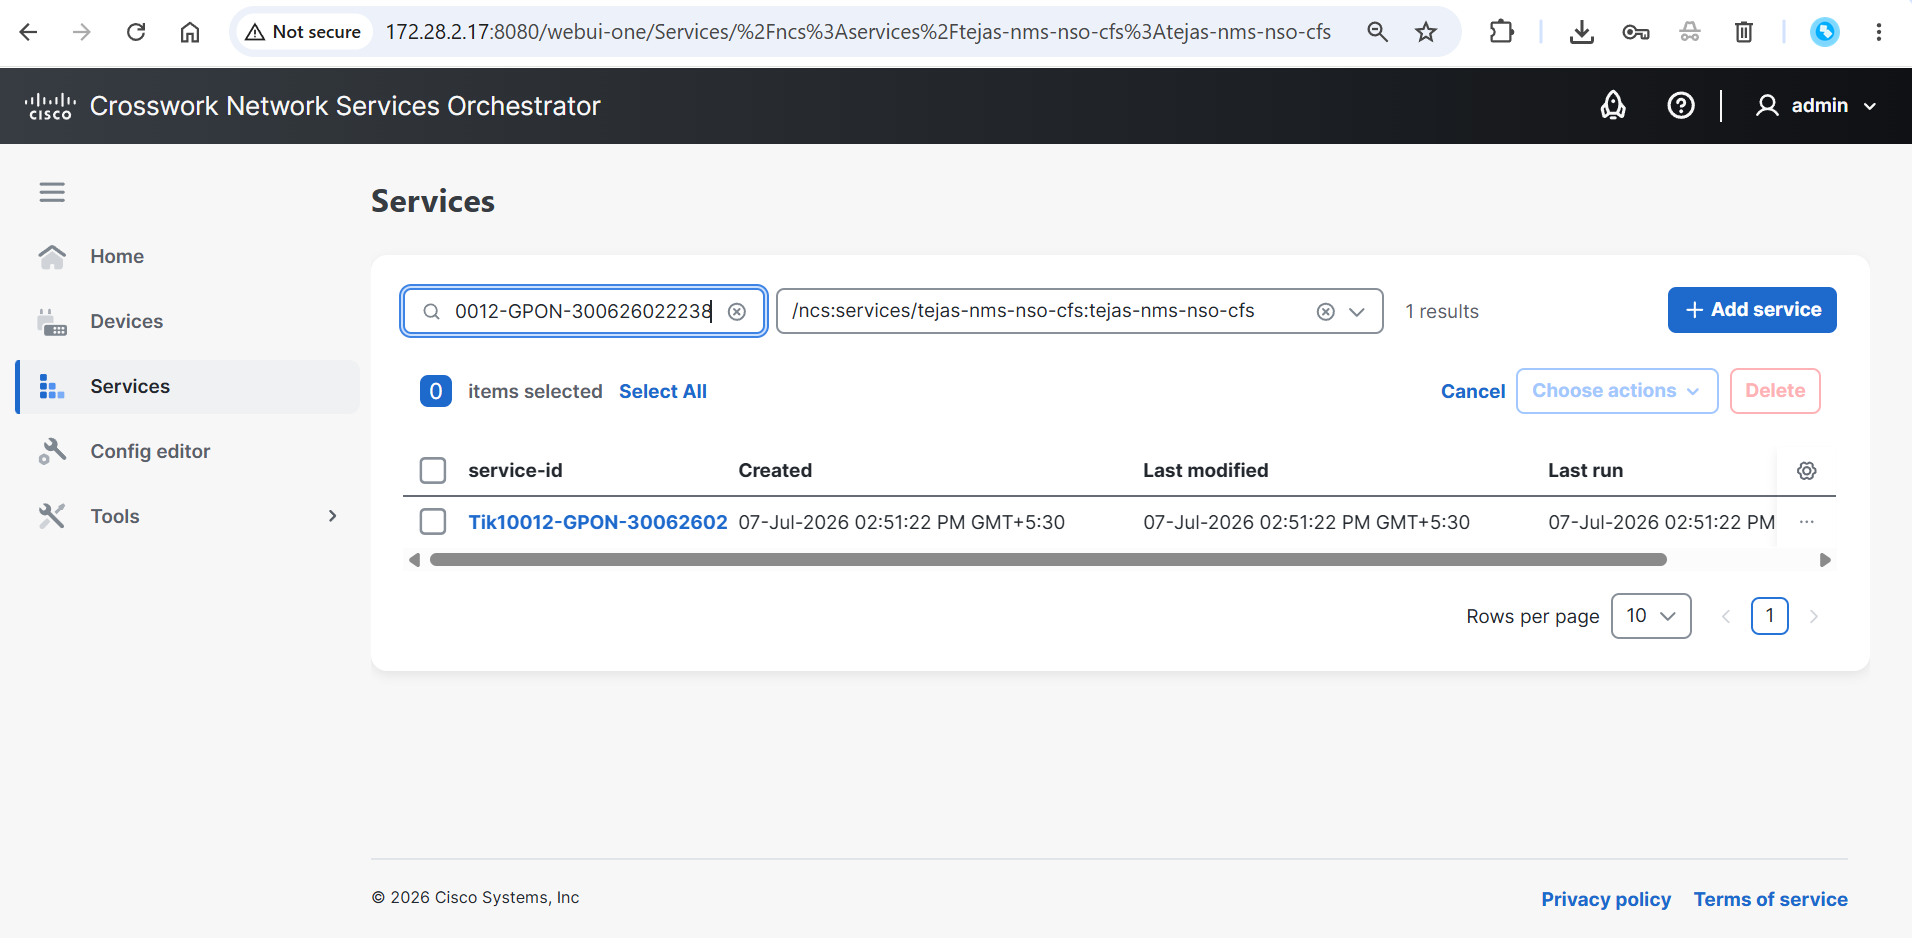 Not secure 172.28.2.17:8080/webui-one/Services/%2Fncs%3Aservices%2Ftejas-nms-nso-cfs%3Atejas-nms-nso-cfs
CISCO Crosswork Network Services Orchestrator admin
Services
Home
Devices
Services
Config editor
Tools
0012-GPON-300626022238 /ncs:services/tejas-nms-nso-cfs:tejas-nms-nso-cfs 1 results + Add service
0 items selected Select All Cancel Choose actions Delete
service-id Created Last modified Last run
Tik10012-GPON-30062602 07-Jul-2026 02:51:22 PM GMT+5:30 07-Jul-2026 02:51:22 PM GMT+5:30 07-Jul-2026 02:51:22 PM ...
Rows per page 10 1
© 2026 Cisco Systems, Inc Privacy policy Terms of service